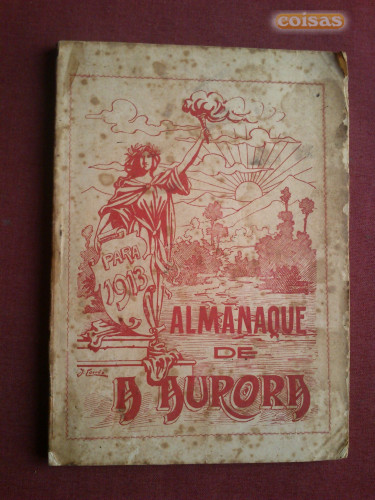 coisas
PARA
1913
ALMANAQUE
DE
A AURORA